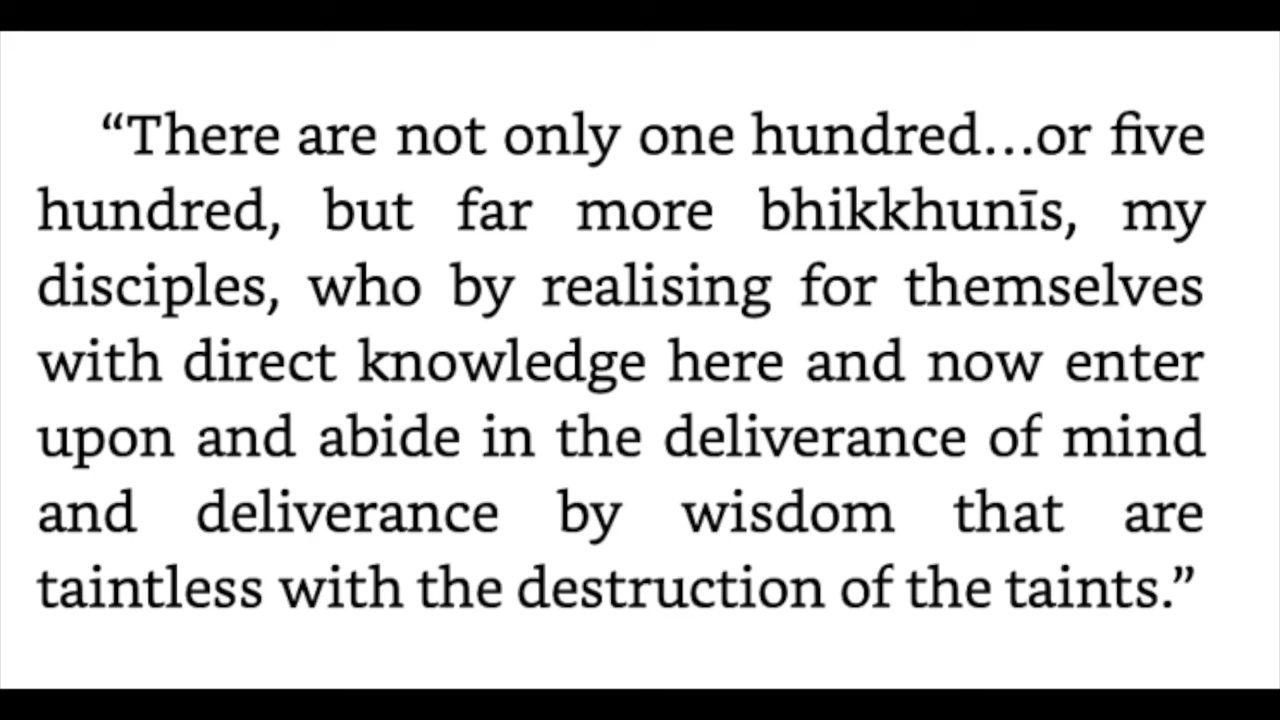 “There are not only one hundred…or five
hundred, but far more bhikkhunīs, my
disciples, who by realising for themselves
with direct knowledge here and now enter
upon and abide in the deliverance of mind
and deliverance by wisdom that are
taintless with the destruction of the taints.”